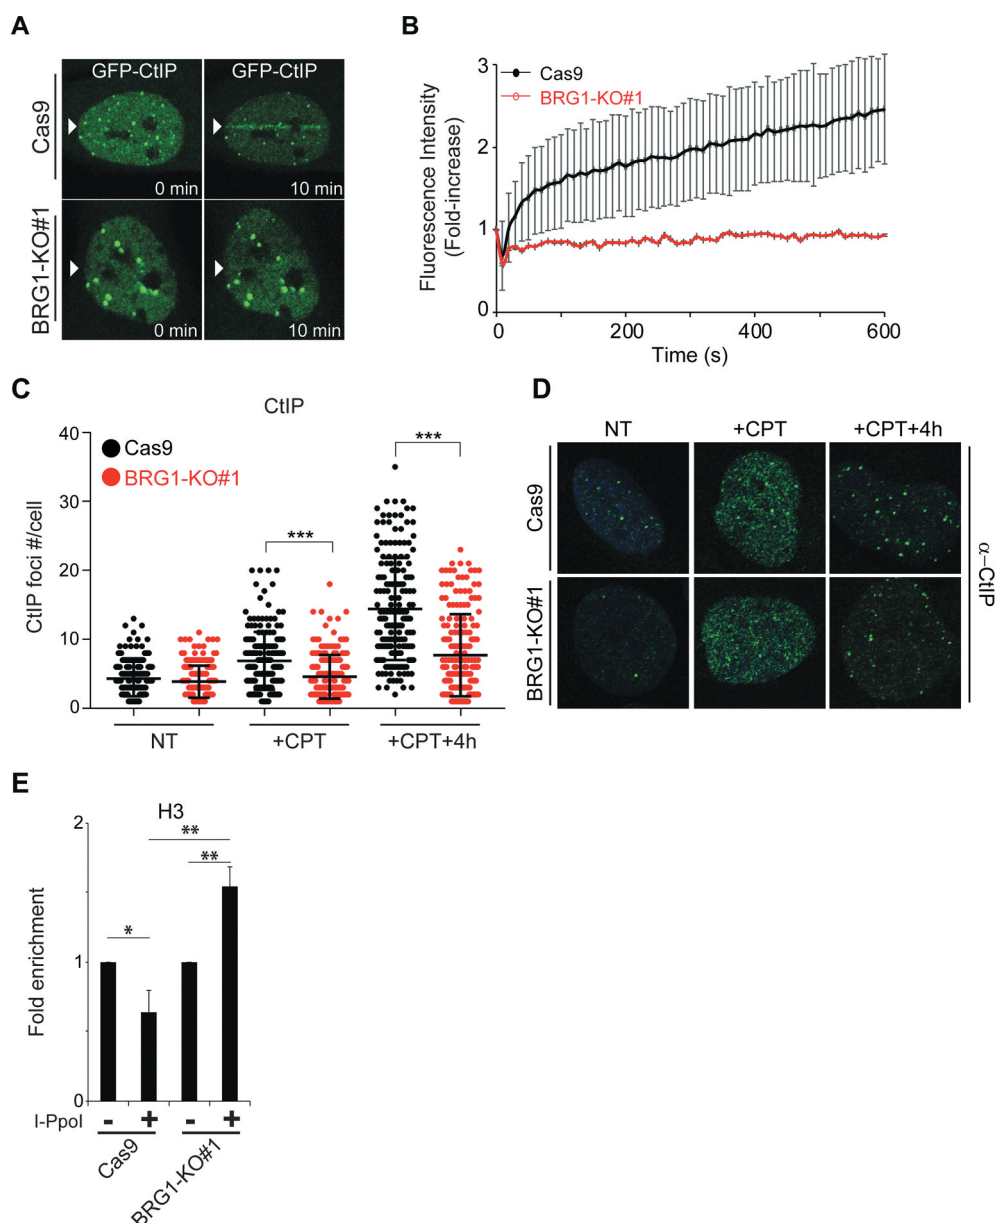 A
GFP-CtIP GFP-CtIP
Cas9
0 min 10 min
BRG1-KO#1
0 min 10 min
B
Fluorescence Intensity
(Fold-increase)
3
2
1
0
Cas9
BRG1-KO#1
0 200 400 600
Time (s)
C
CtIP
CtIP foci #/cell
40
30
20
10
0
Cas9
BRG1-KO#1
***
***
NT +CPT +CPT+4h
D
NT +CPT +CPT+4h
Cas9
BRG1-KO#1
α-CtIP
E
H3
Fold enrichment
2
1
0
*
**
**
I-PpoI - + - +
Cas9 BRG1-KO#1